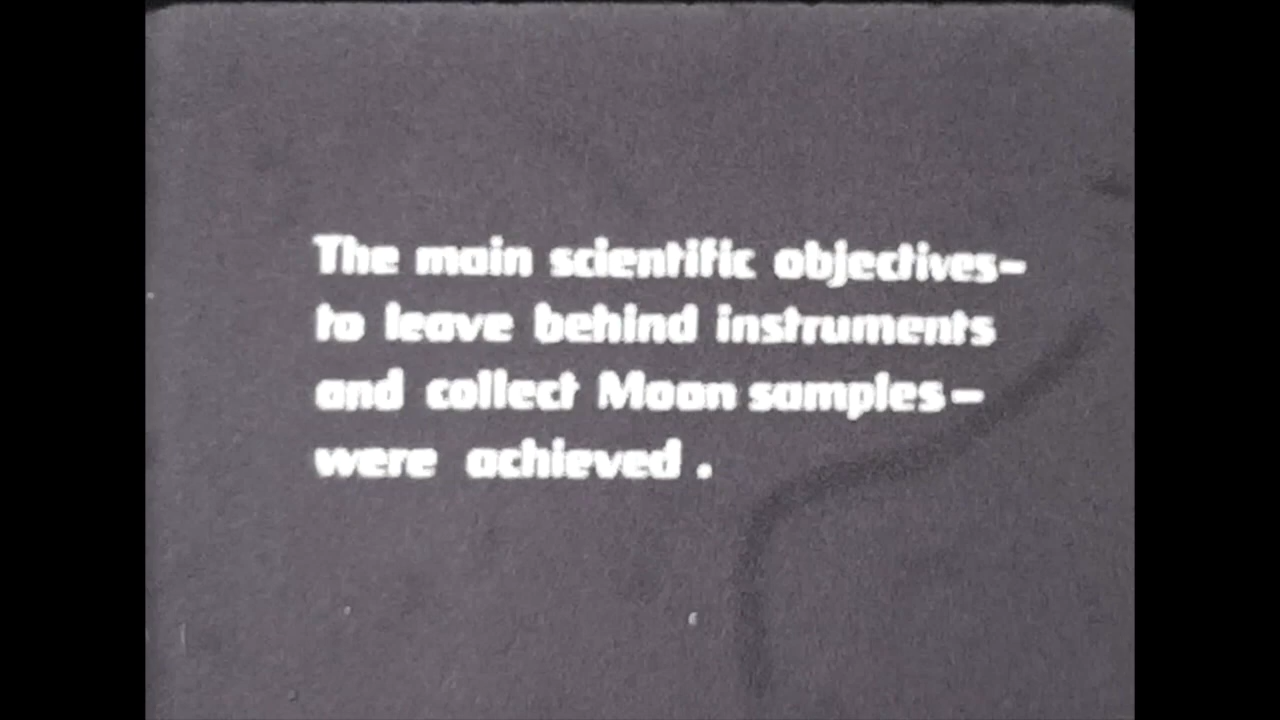 The main scientific objectives-
to leave behind instruments
and collect Moon samples-
were achieved .